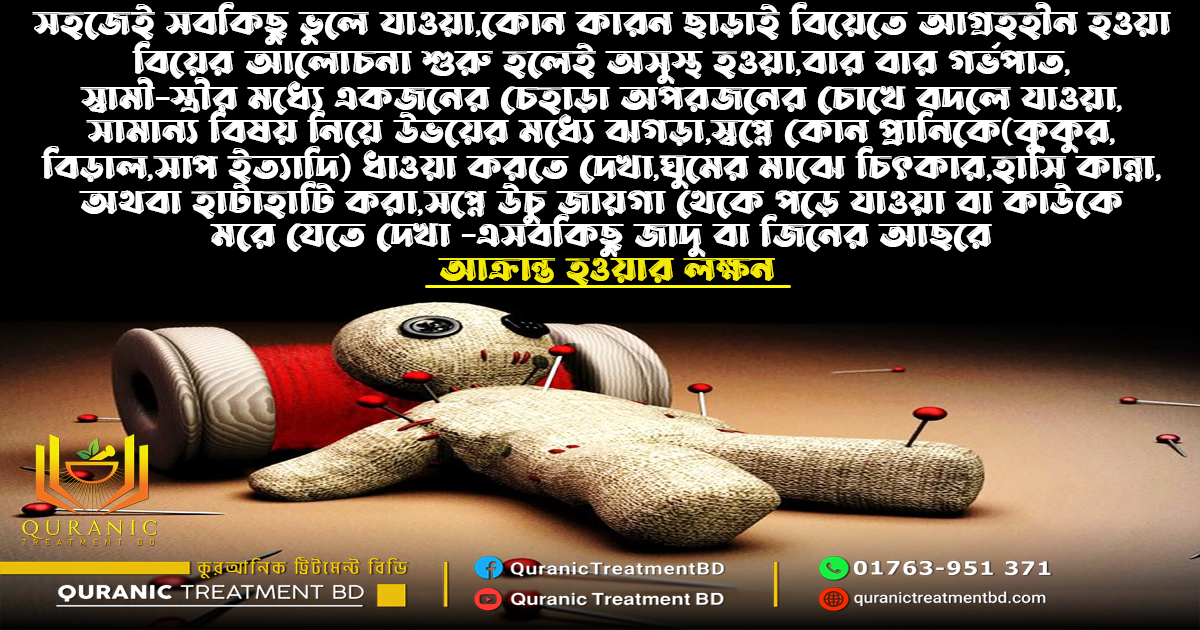 সহজেই সবকিছু ভুলে যাওয়া,কোন কারন ছাড়াই বিয়েতে আগ্রহহীন হওয়া
বিয়ের আলোচনা শুরু হলেই অসুস্থ হওয়া,বার বার গর্ভপাত,
স্বামী-স্ত্রীর মধ্যে একজনের চেহাড়া অপরজনের চোখে বদলে যাওয়া,
সামান্য বিষয় নিয়ে উভয়ের মধ্যে ঝগড়া,স্বপ্নে কোন প্রানিকে(কুকুর,
বিড়াল,সাপ ইত্যাদি) ধাওয়া করতে দেখা,ঘুমের মাঝে চিৎকার,হাসি কান্না,
অথবা হাটাহাটি করা,সপ্নে উচু জায়গা থেকে পড়ে যাওয়া বা কাউকে
মরে যেতে দেখা -এসবকিছু জাদু বা জিনের আছরে
আক্রান্ত হওয়ার লক্ষন
QURANIC
TREATMENT BD
কুরআনিক ট্রিটমেন্ট বিডি
QURANIC TREATMENT BD
QuranicTreatmentBD
Quranic Treatment BD
01763-951 371
quranictreatmentbd.com